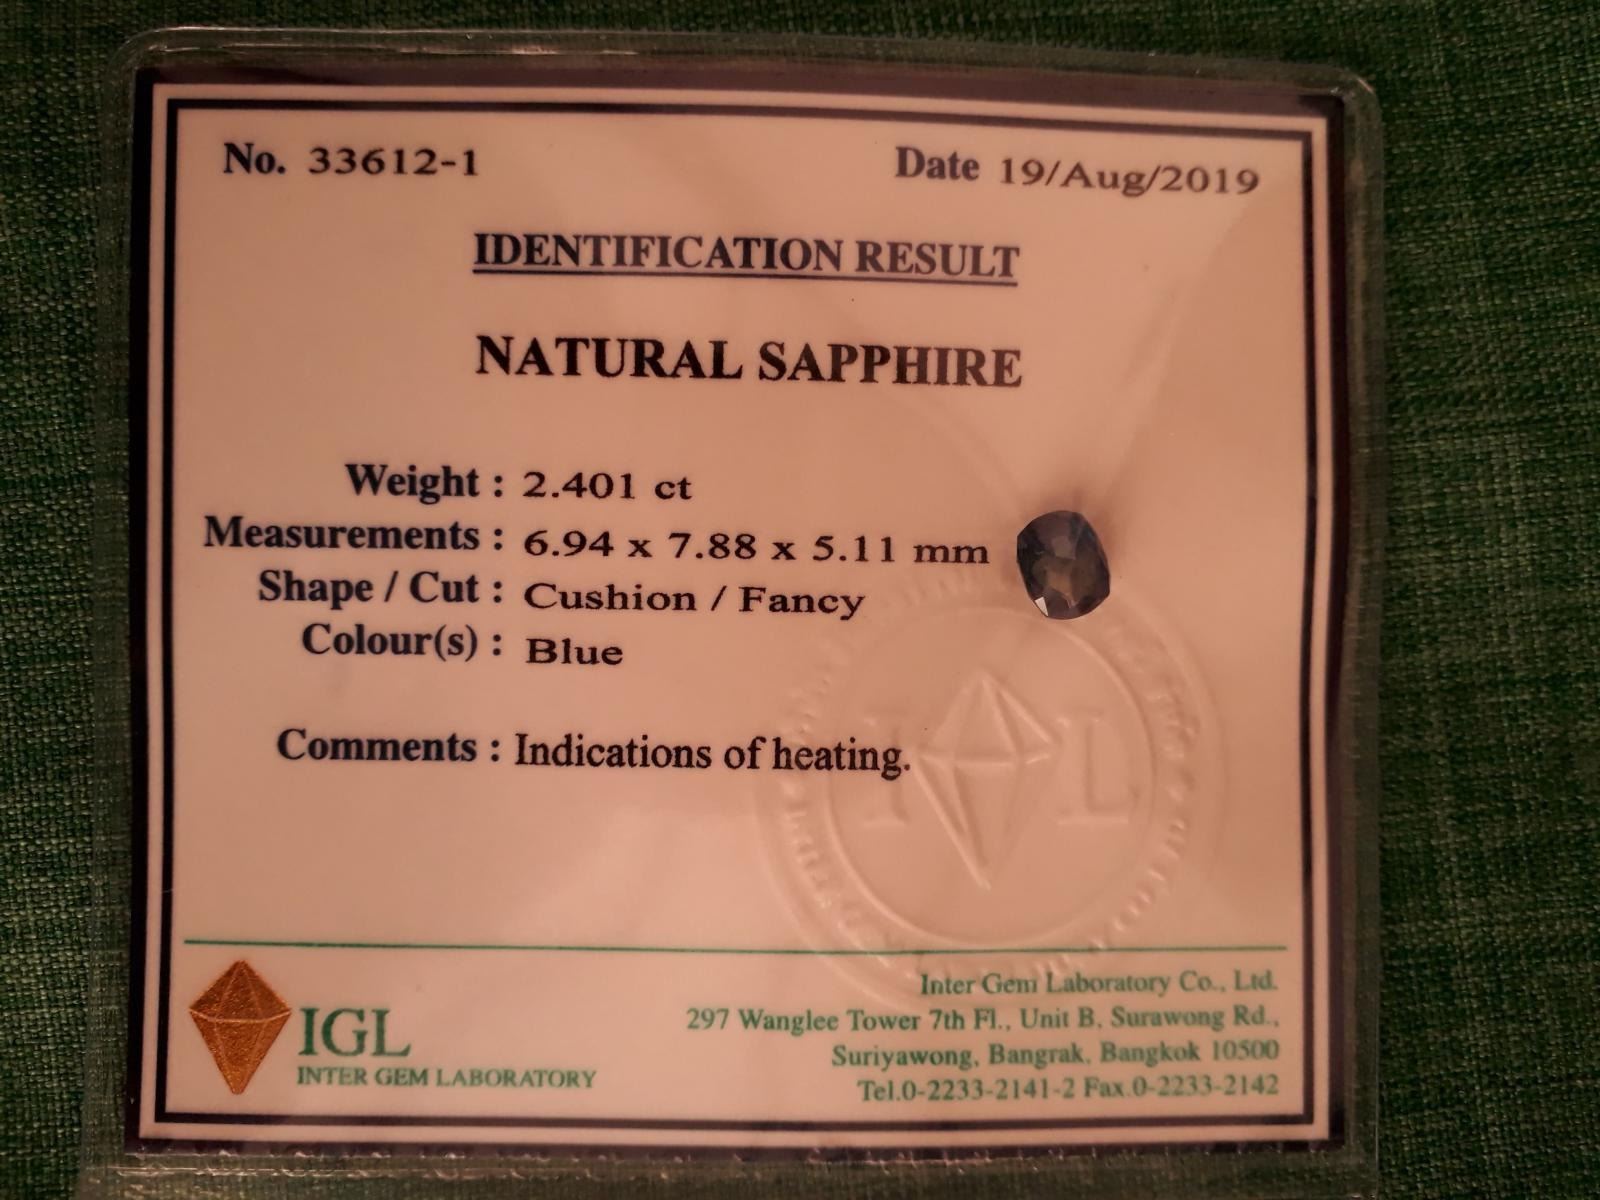 No. 33612-1 Date 19/Aug/2019
IDENTIFICATION RESULT
NATURAL SAPPHIRE
Weight : 2.401 ct
Measurements : 6.94 x 7.88 x 5.11 mm
Shape / Cut : Cushion / Fancy
Colour(s) : Blue
Comments : Indications of heating.
I L
IGL
INTER GEM LABORATORY
Inter Gem Laboratory Co., Ltd.
297 Wanglee Tower 7th Fl., Unit B, Surawong Rd.,
Suriyawong, Bangrak, Bangkok 10500
Tel.0-2233-2141-2 Fax.0-2233-2142